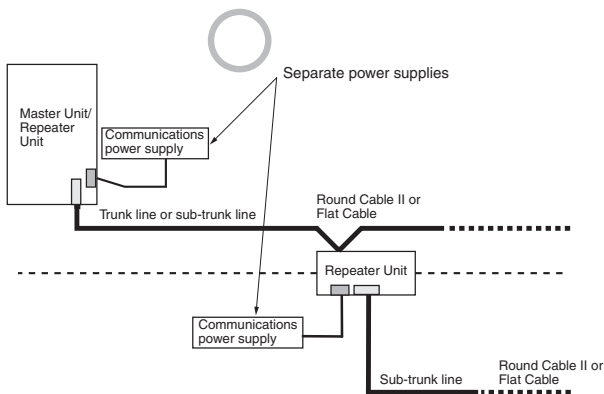 Separate power supplies
Master Unit/
Repeater
Unit
Communications
power supply
Trunk line or sub-trunk line
Round Cable II or
Flat Cable
Repeater Unit
Communications
power supply
Sub-trunk line
Round Cable II or
Flat Cable